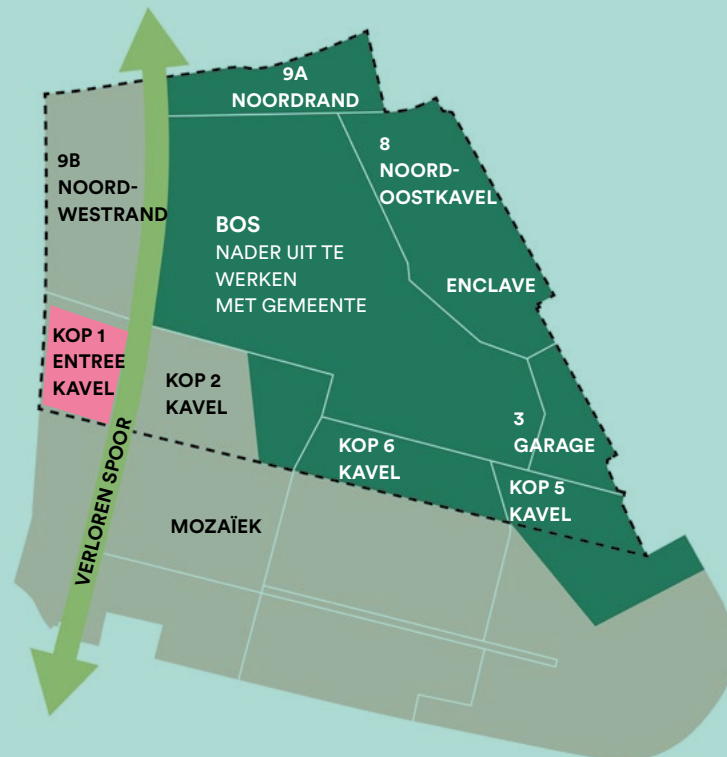 9A
NOORDRAND
8
NOORD-
OOSTKAVEL
9B
NOORD-
WESTRAND
BOS
NADER UIT TE
WERKEN
MET GEMEENTE
ENCLAVE
KOP 1
ENTREE
KAVEL
KOP 2
KAVEL
3
GARAGE
KOP 6
KAVEL
KOP 5
KAVEL
MOZAÏEK
VERLOREN SPOOR